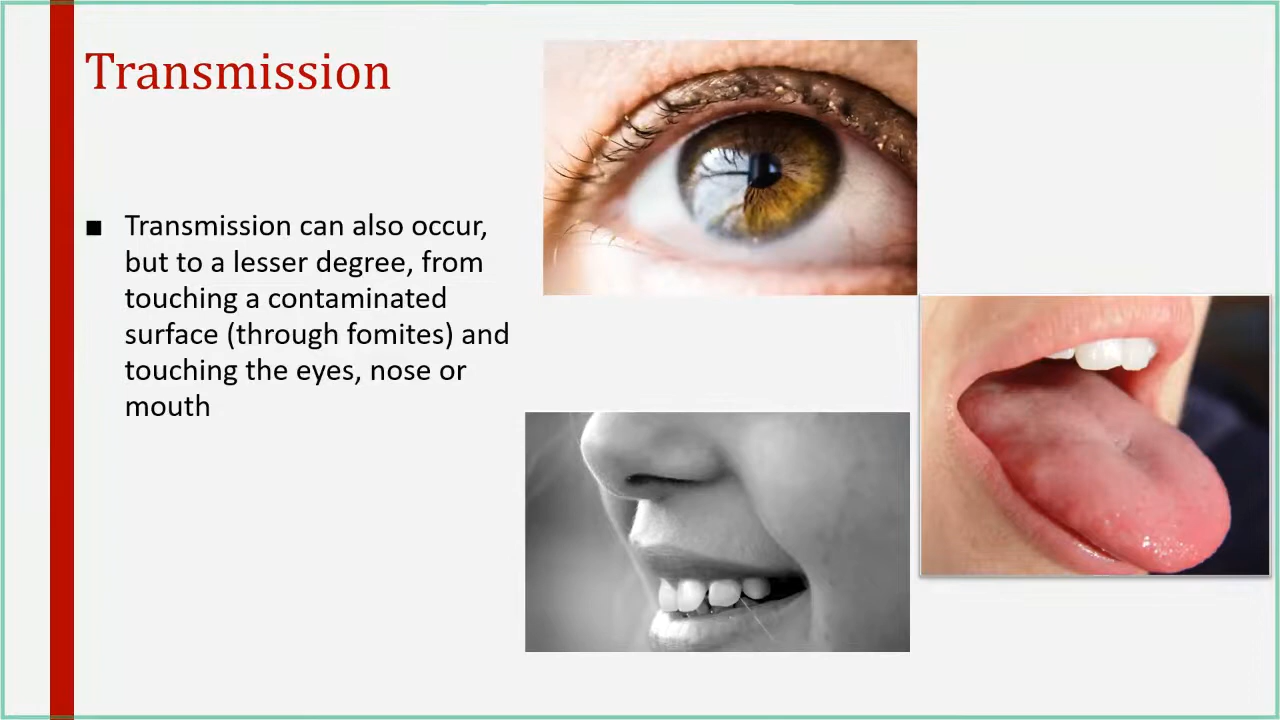 Transmission
■ Transmission can also occur,
but to a lesser degree, from
touching a contaminated
surface (through fomites) and
touching the eyes, nose or
mouth